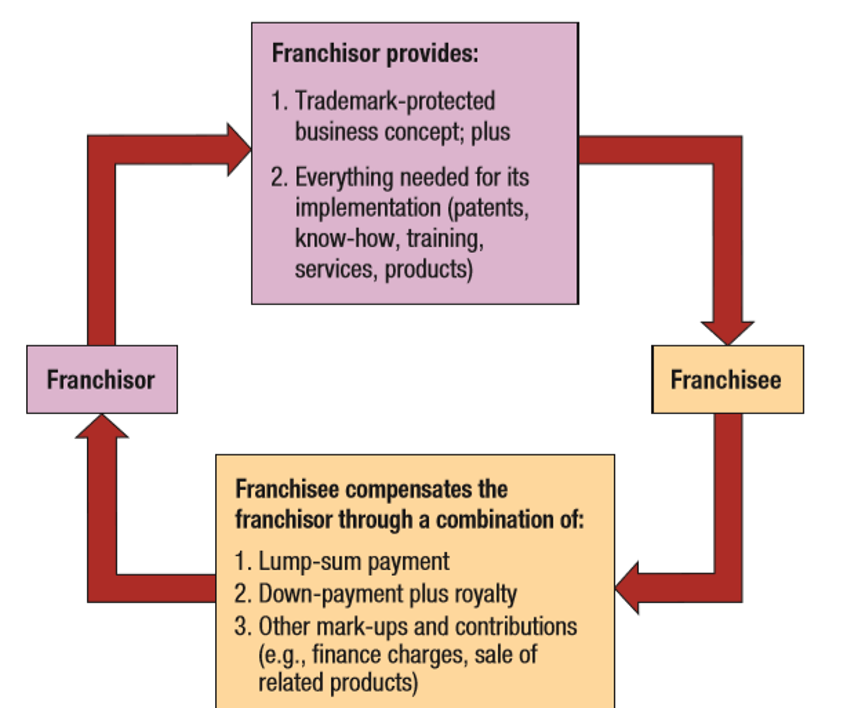 Franchisor provides:
1. Trademark-protected
business concept; plus
2. Everything needed for its
implementation (patents,
know-how, training,
services, products)
Franchisor
Franchisee
Franchisee compensates the
franchisor through a combination of:
1. Lump-sum payment
2. Down-payment plus royalty
3. Other mark-ups and contributions
(e.g., finance charges, sale of
related products)